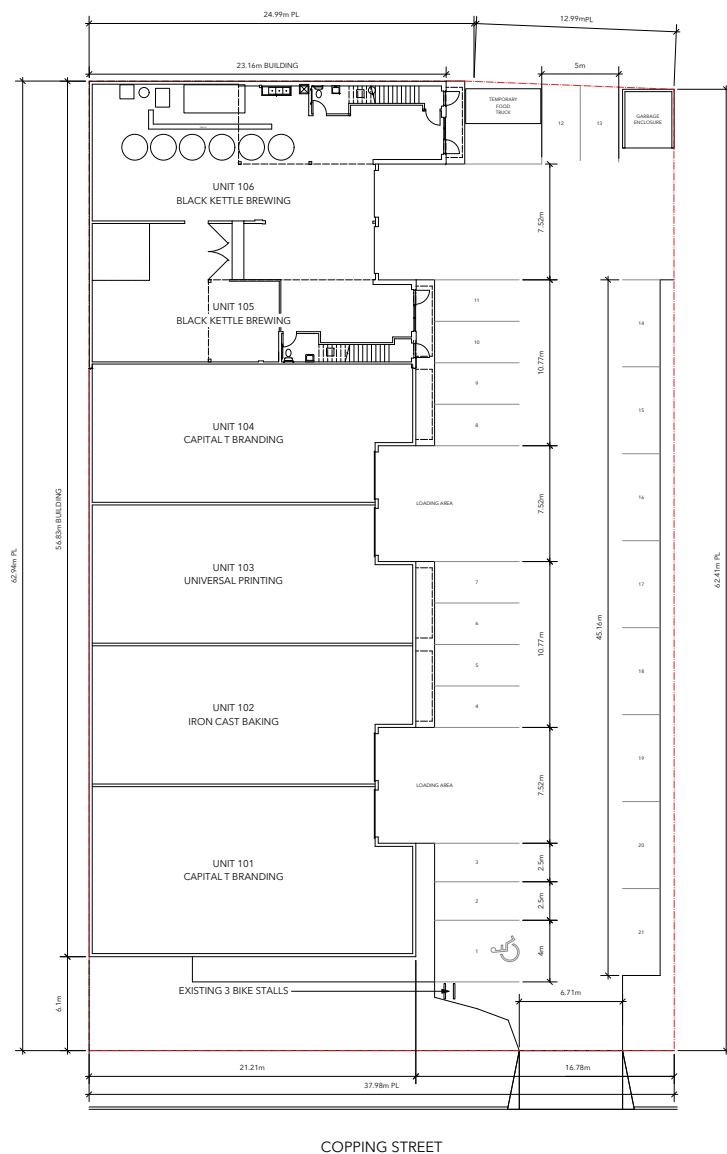 24.99m PL
12.99mPL
23.16m BUILDING
5m
TEMPORARY
FOOD
TRUCK
12
13
GARBAGE
ENCLOSURE
UNIT 106
BLACK KETTLE BREWING
7.52m
UNIT 105
BLACK KETTLE BREWING
11
10
9
8
10.77m
14
15
UNIT 104
CAPITAL T BRANDING
16
LOADING AREA
7.52m
56.83m BUILDING
62.94m PL
62.41m PL
UNIT 103
UNIVERSAL PRINTING
7
6
5
4
10.77m
45.16m
17
18
UNIT 102
IRON CAST BAKING
19
LOADING AREA
7.52m
20
UNIT 101
CAPITAL T BRANDING
3
2.5m
2
2.5m
21
1
4m
EXISTING 3 BIKE STALLS
6.71m
6.1m
21.21m
16.78m
37.98m PL
COPPING STREET